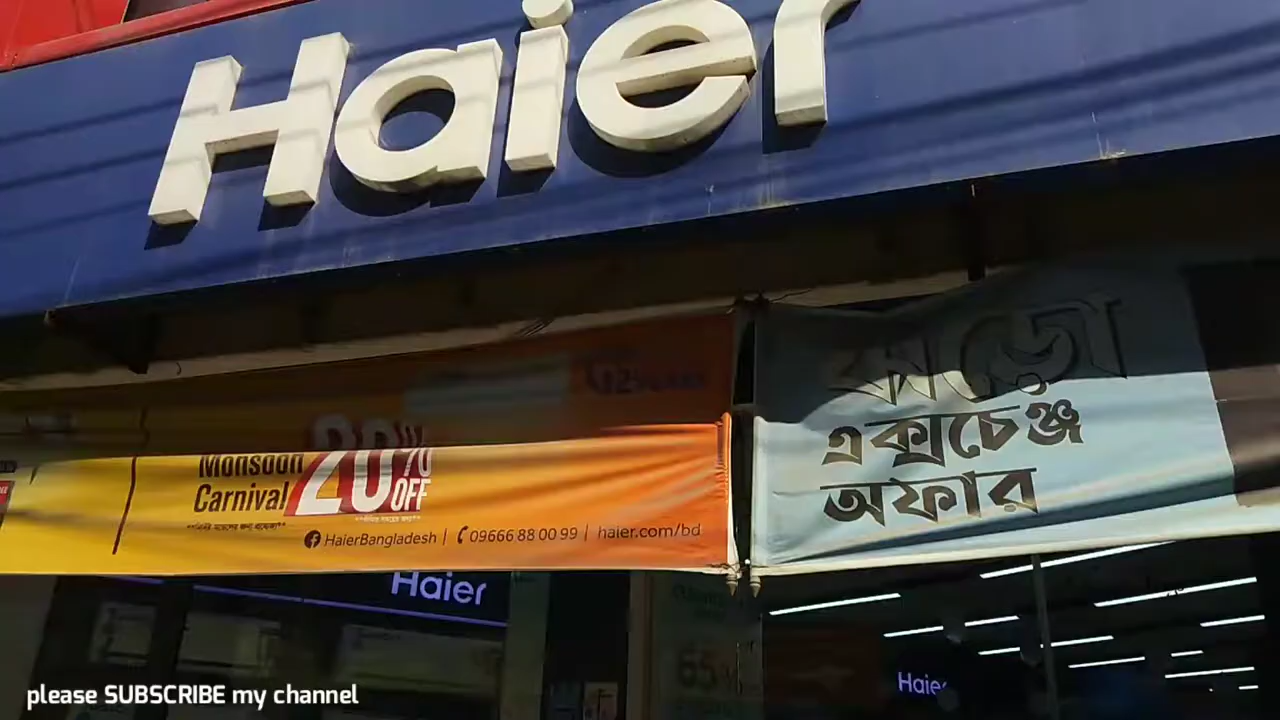 Haier
Monsoon
Carnival
20%
OFF
HaierBangladesh | 09666 88 00 99 | haier.com/bd
এক্সচেঞ্জ
অফার
Haier
65
Haier
please SUBSCRIBE my channel